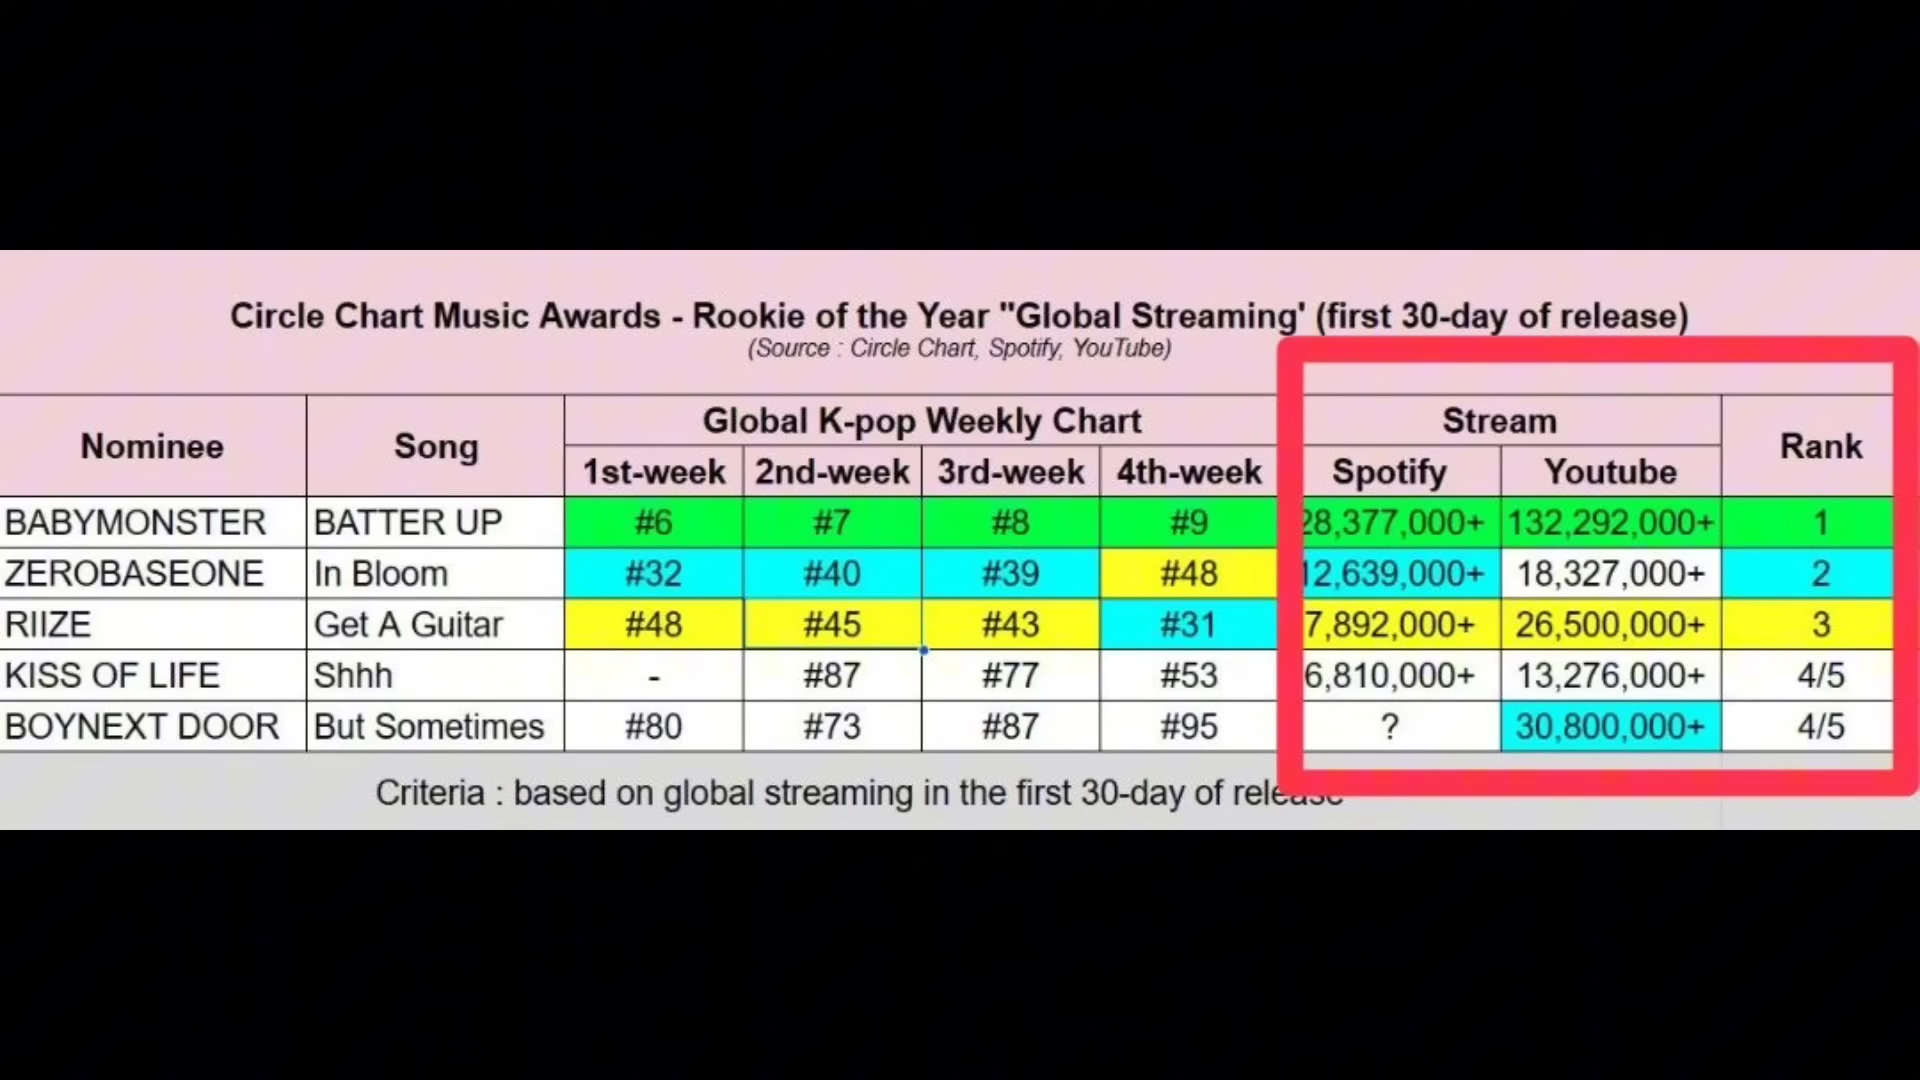 Circle Chart Music Awards - Rookie of the Year "Global Streaming' (first 30-day of release)
(Source : Circle Chart, Spotify, YouTube)
Nominee Song Global K-pop Weekly Chart Stream Rank
1st-week 2nd-week 3rd-week 4th-week Spotify Youtube
BABYMONSTER BATTER UP #6 #7 #8 #9 28,377,000+ 132,292,000+ 1
ZEROBASEONE In Bloom #32 #40 #39 #48 12,639,000+ 18,327,000+ 2
RIIZE Get A Guitar #48 #45 #43 #31 7,892,000+ 26,500,000+ 3
KISS OF LIFE Shhh - #87 #77 #53 6,810,000+ 13,276,000+ 4/5
BOYNEXT DOOR But Sometimes #80 #73 #87 #95 ? 30,800,000+ 4/5
Criteria : based on global streaming in the first 30-day of release